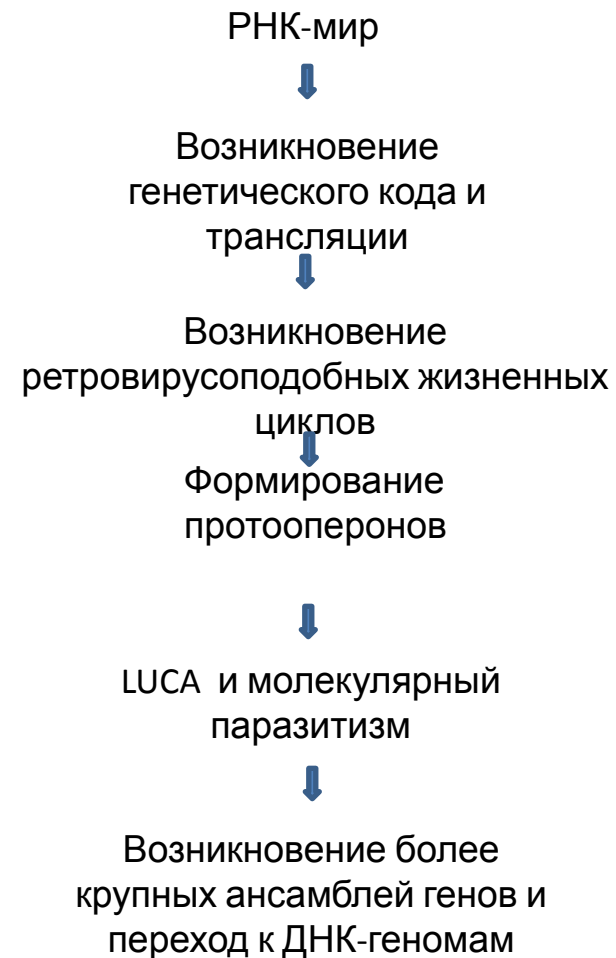 РНК-мир
Возникновение
генетического кода и
трансляции
Возникновение
ретровирусоподобных жизненных
циклов
Формирование
протооперонов
LUCA и молекулярный
паразитизм
Возникновение более
крупных ансамблей генов и
переход к ДНК-геномам